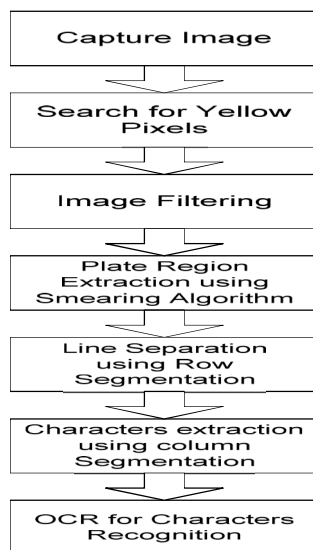 Capture Image
Search for Yellow
Pixels
Image Filtering
Plate Region
Extraction using
Smearing Algorithm
Line Separation
using Row
Segmentation
Characters extraction
using column
Segmentation
OCR for Characters
Recognition